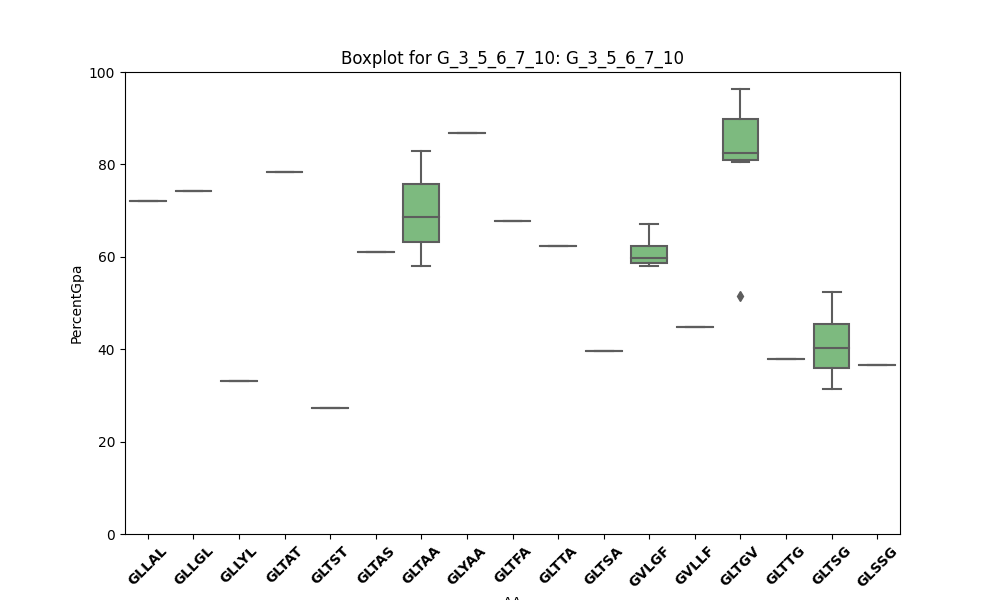 Boxplot for G_3_5_6_7_10: G_3_5_6_7_10
100
80
60
40
20
0
PercentGpa
GLLAL
GLLGL
GLLYL
GLTAT
GLTST
GLTAS
GLTAA
GLYAA
GLTFA
GLTTA
GLTSA
GVLGF
GVLLF
GLTGV
GLTTG
GLTSG
GLSSG
AA